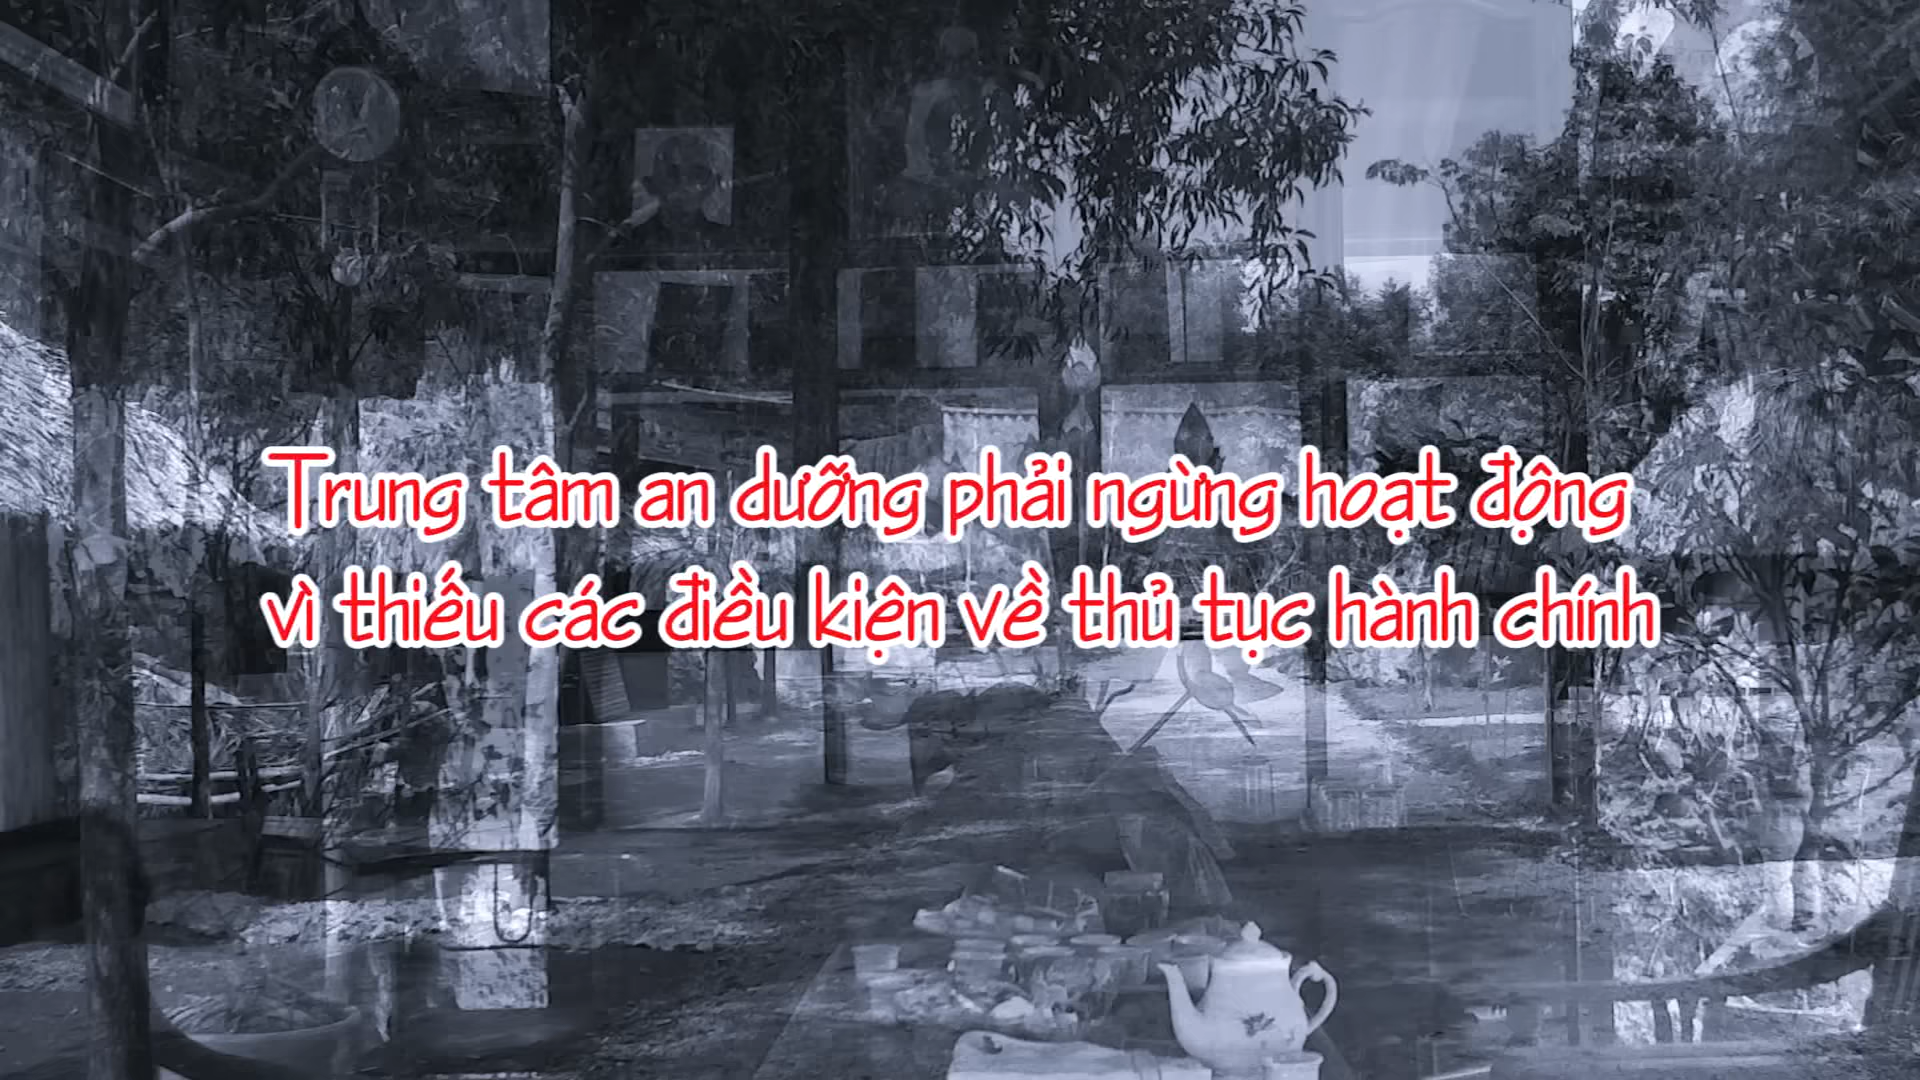 Trung tâm an dưỡng phải ngừng hoạt động
vì thiếu các điều kiện về thủ tục hành chính